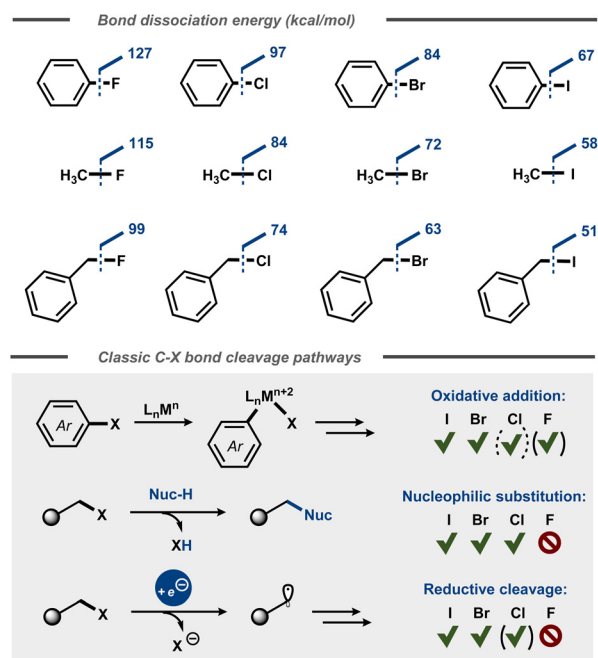 Bond dissociation energy (kcal/mol)
127 97 84 67
F Cl Br I
115 84 72 58
H₃C F H₃C Cl H₃C Br H₃C I
99 74 63 51
F Cl Br I
Classic C-X bond cleavage pathways
Oxidative addition:
Ar X LₙMⁿ LₙMⁿ⁺² X Ar
I Br Cl F
( ) ( )
Nucleophilic substitution:
X Nuc-H Nuc
XH
I Br Cl F
Reductive cleavage:
X + e⊖
X⊖
I Br Cl F
( )